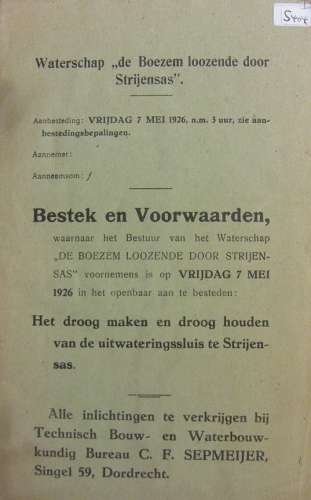 Waterschap „de Boezem loozende door
Strijensas".
Aanbesteding: VRIJDAG 7 MEI 1926, n.m. 3 uur, zie aan-
bestedingsbepalingen.
Aannemer:
Aanneemsom: /
Bestek en Voorwaarden,
waarnaar het Bestuur van het Waterschap
„DE BOEZEM LOOZENDE DOOR STRIJEN-
SAS" voornemens is op VRIJDAG 7 MEI
1926 in het openbaar aan te besteden:
Het droog maken en droog houden
van de uitwateringssluis te Strijen-
sas.
Alle inlichtingen te verkrijgen bij
Technisch Bouw- en Waterbouw-
kundig Bureau C. F. SEPMEIJER,
Singel 59, Dordrecht.